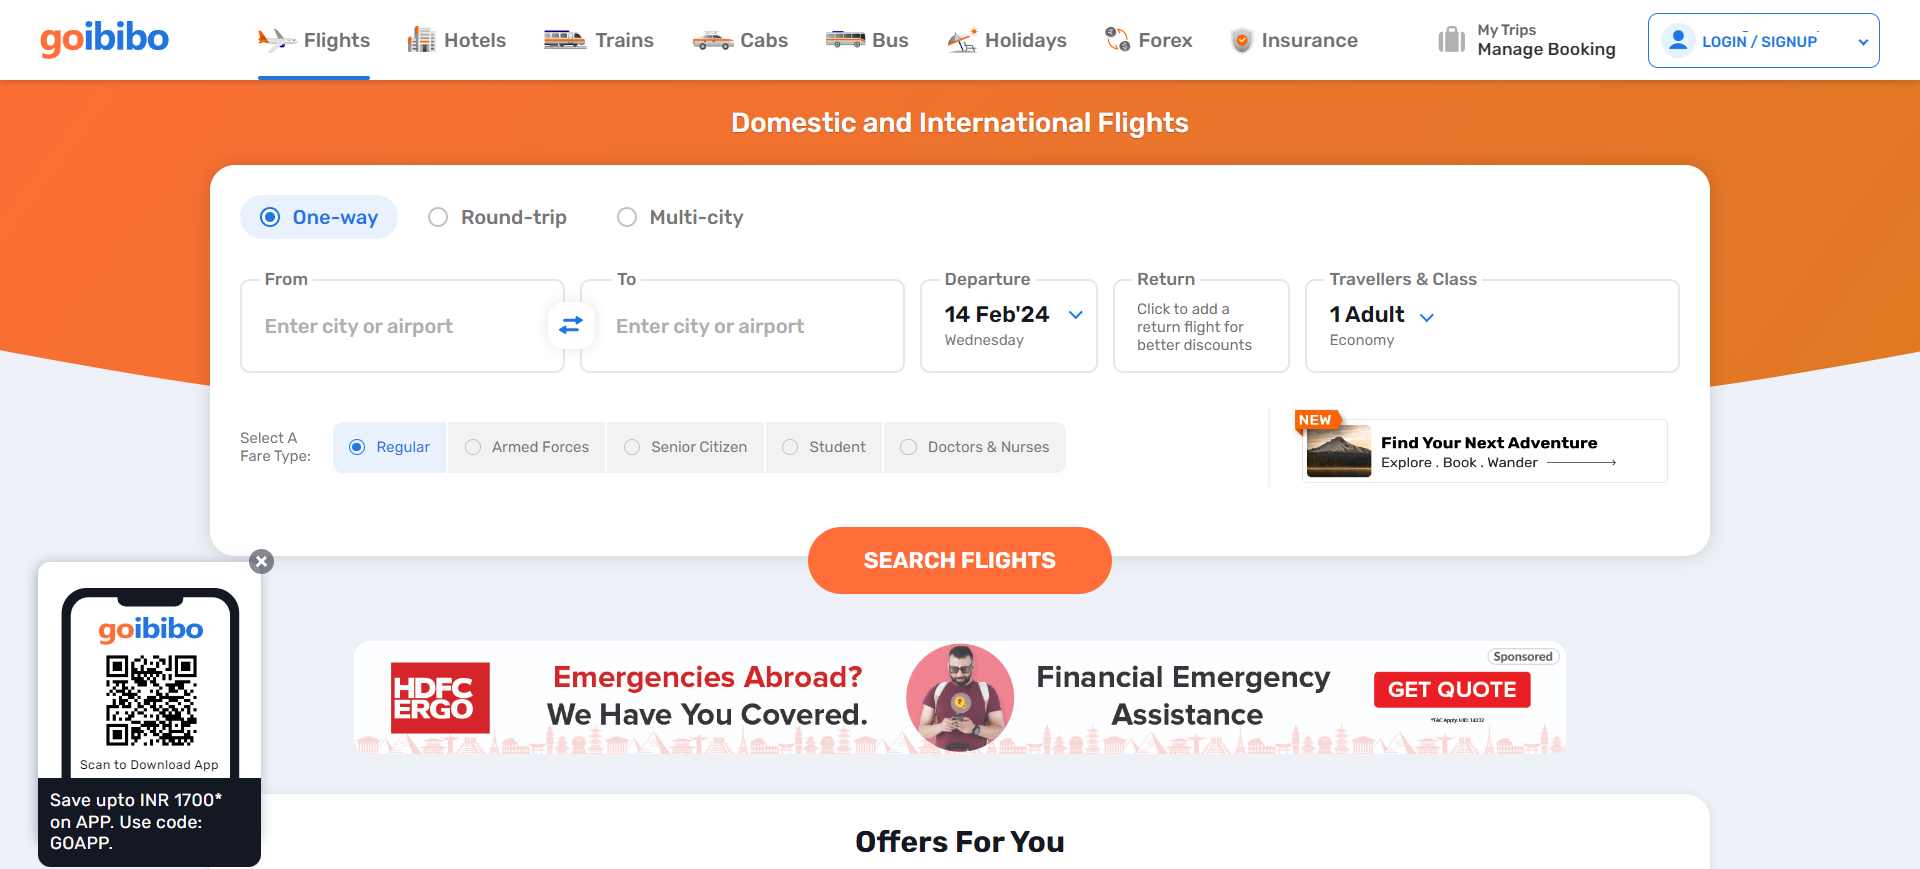 goibibo
Flights
Hotels
Trains
Cabs
Bus
Holidays
Forex
Insurance
My Trips
Manage Booking
LOGIN / SIGNUP
Domestic and International Flights
One-way
Round-trip
Multi-city
From
Enter city or airport
To
Enter city or airport
Departure
14 Feb'24
Wednesday
Return
Click to add a
return flight for
better discounts
Travellers & Class
1 Adult
Economy
Select A
Fare Type:
Regular
Armed Forces
Senior Citizen
Student
Doctors & Nurses
NEW
Find Your Next Adventure
Explore . Book . Wander
SEARCH FLIGHTS
goibibo
Scan to Download App
Save upto INR 1700*
on APP. Use code:
GOAPP.
HDFC
ERGO
Emergencies Abroad?
We Have You Covered.
Financial Emergency
Assistance
Sponsored
GET QUOTE
*T&C Apply. UID: 14232
Offers For You